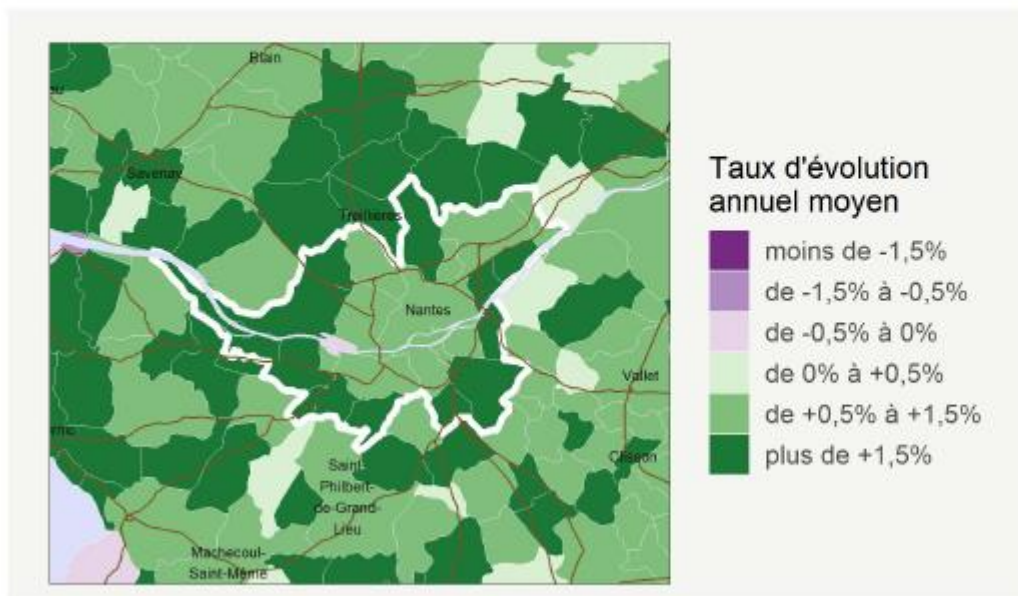 Blain
Savenay
Treillières
Nantes
Vallet
Clisson
Saint-
Philbert-
de-Grand-
Lieu
Machecoul-
Saint-Même
Taux d'évolution
annuel moyen
moins de -1,5%
de -1,5% à -0,5%
de -0,5% à 0%
de 0% à +0,5%
de +0,5% à +1,5%
plus de +1,5%